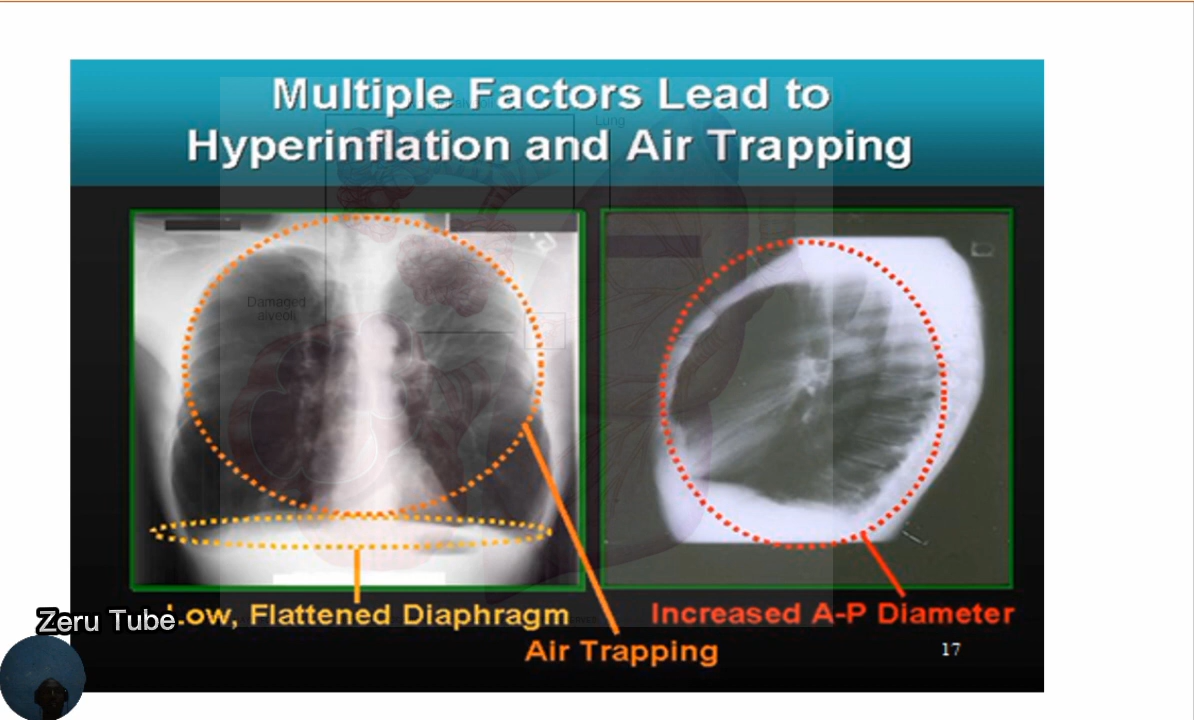 Multiple Factors Lead to
Hyperinflation and Air Trapping
Lung
Damaged
alveoli
Zeru Tube
Low, Flattened Diaphragm
Increased A-P Diameter
Air Trapping
17